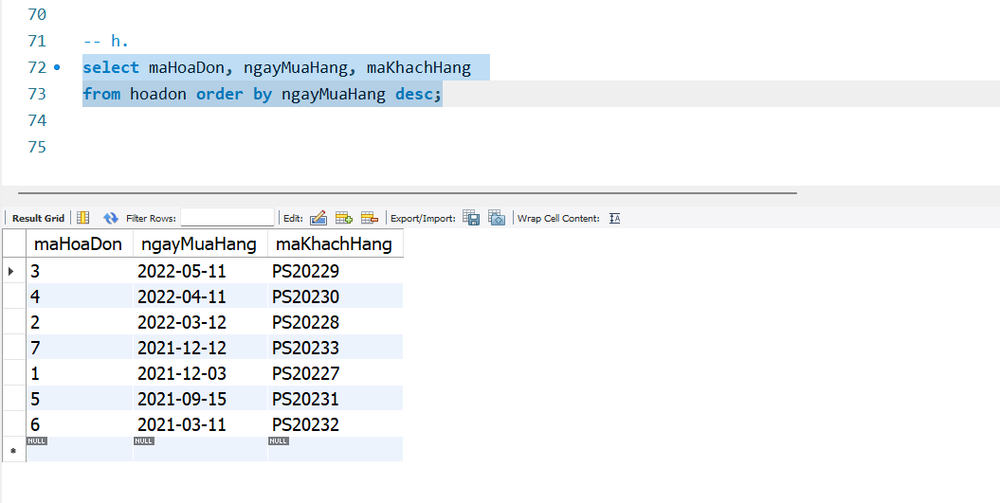 70
71 -- h.
72 select maHoaDon, ngayMuaHang, maKhachHang
73 from hoadon order by ngayMuaHang desc;
74
75
Result Grid Filter Rows: Edit: Export/Import: Wrap Cell Content: IA
maHoaDon ngayMuaHang maKhachHang
3 2022-05-11 PS20229
4 2022-04-11 PS20230
2 2022-03-12 PS20228
7 2021-12-12 PS20233
1 2021-12-03 PS20227
5 2021-09-15 PS20231
6 2021-03-11 PS20232
NULL NULL NULL